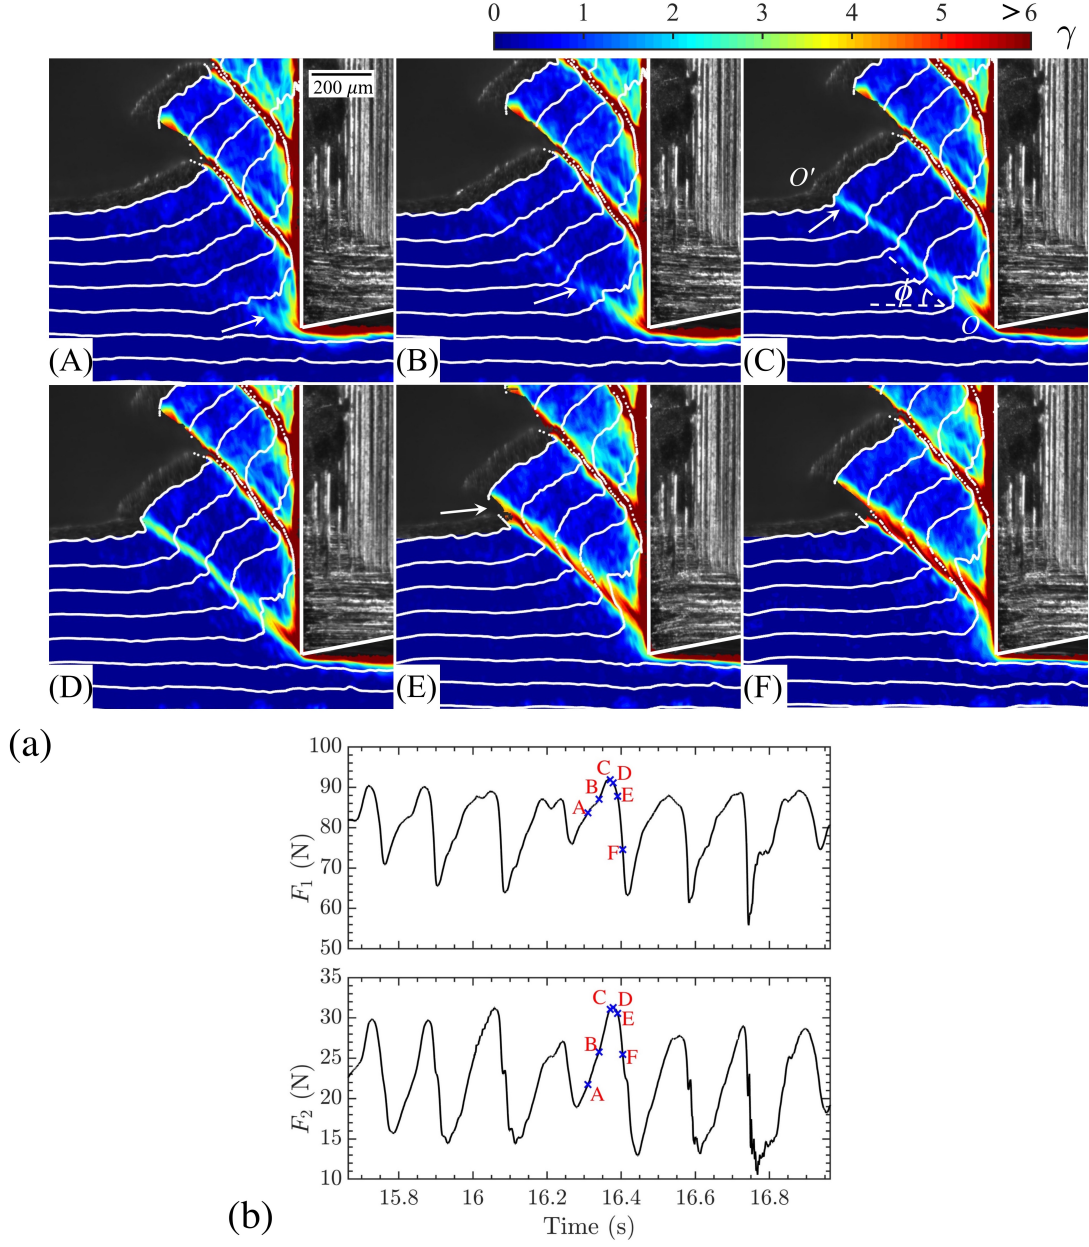 0 1 2 3 4 5 >6
γ
200 μm
O′
ϕ
O
(A) (B) (C)
(D) (E) (F)
(a)
100
90
80
70
60
50
F₁ (N)
A B C D E F
35
30
25
20
15
10
F₂ (N)
A B C D E F
15.8 16 16.2 16.4 16.6 16.8
Time (s)
(b)